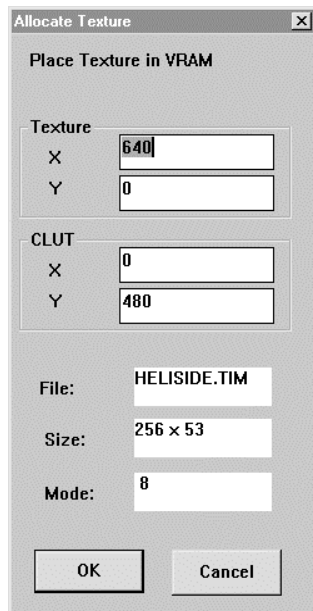 Allocate Texture
Place Texture in VRAM
Texture
X 640
Y 0
CLUT
X 0
Y 480
File: HELISIDE.TIM
Size: 256 × 53
Mode: 8
OK Cancel